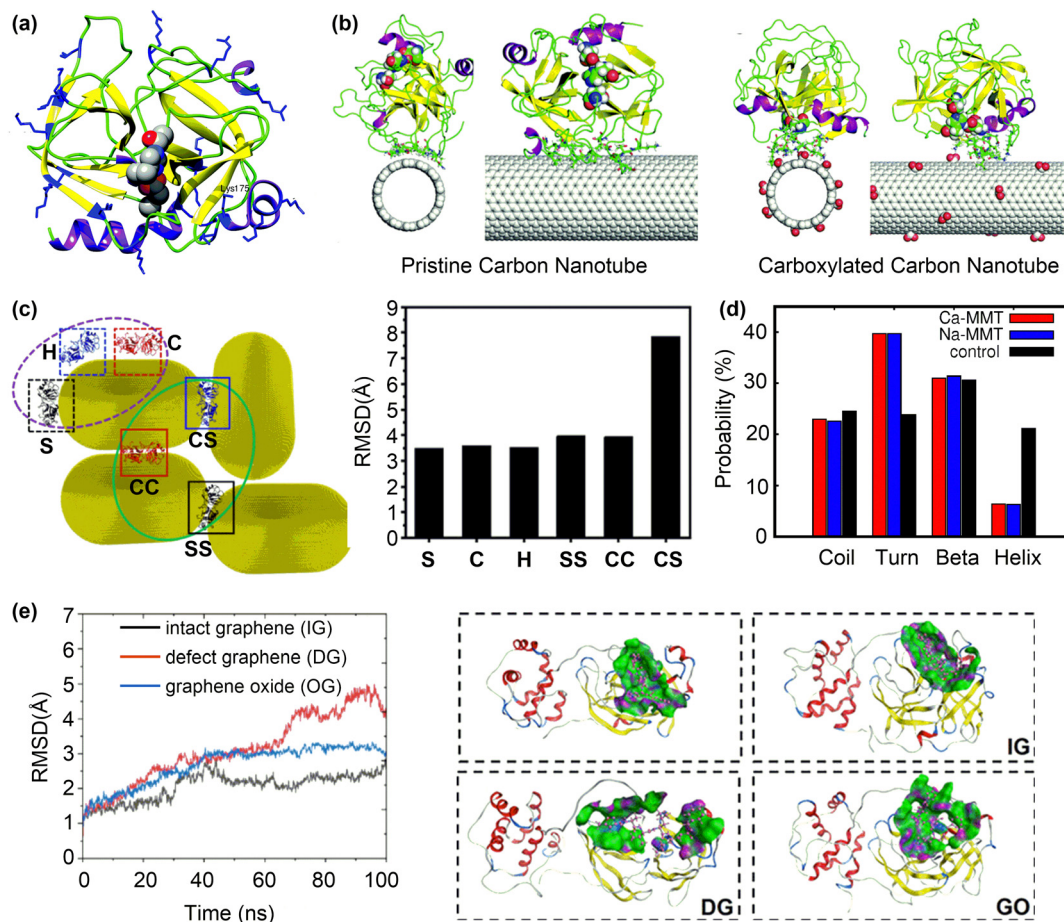 (a)
Lys175
(b)
Pristine Carbon Nanotube
Carboxylated Carbon Nanotube
(c)
H
C
S
CS
CC
SS
RMSD(Å)
9
8
7
6
5
4
3
2
1
0
S C H SS CC CS
(d)
Ca-MMT
Na-MMT
control
Probability (%)
40
30
20
10
0
Coil Turn Beta Helix
(e)
RMSD(Å)
7
6
5
4
3
2
1
0
intact graphene (IG)
defect graphene (DG)
graphene oxide (OG)
0 20 40 60 80 100
Time (ns)
IG
DG
GO